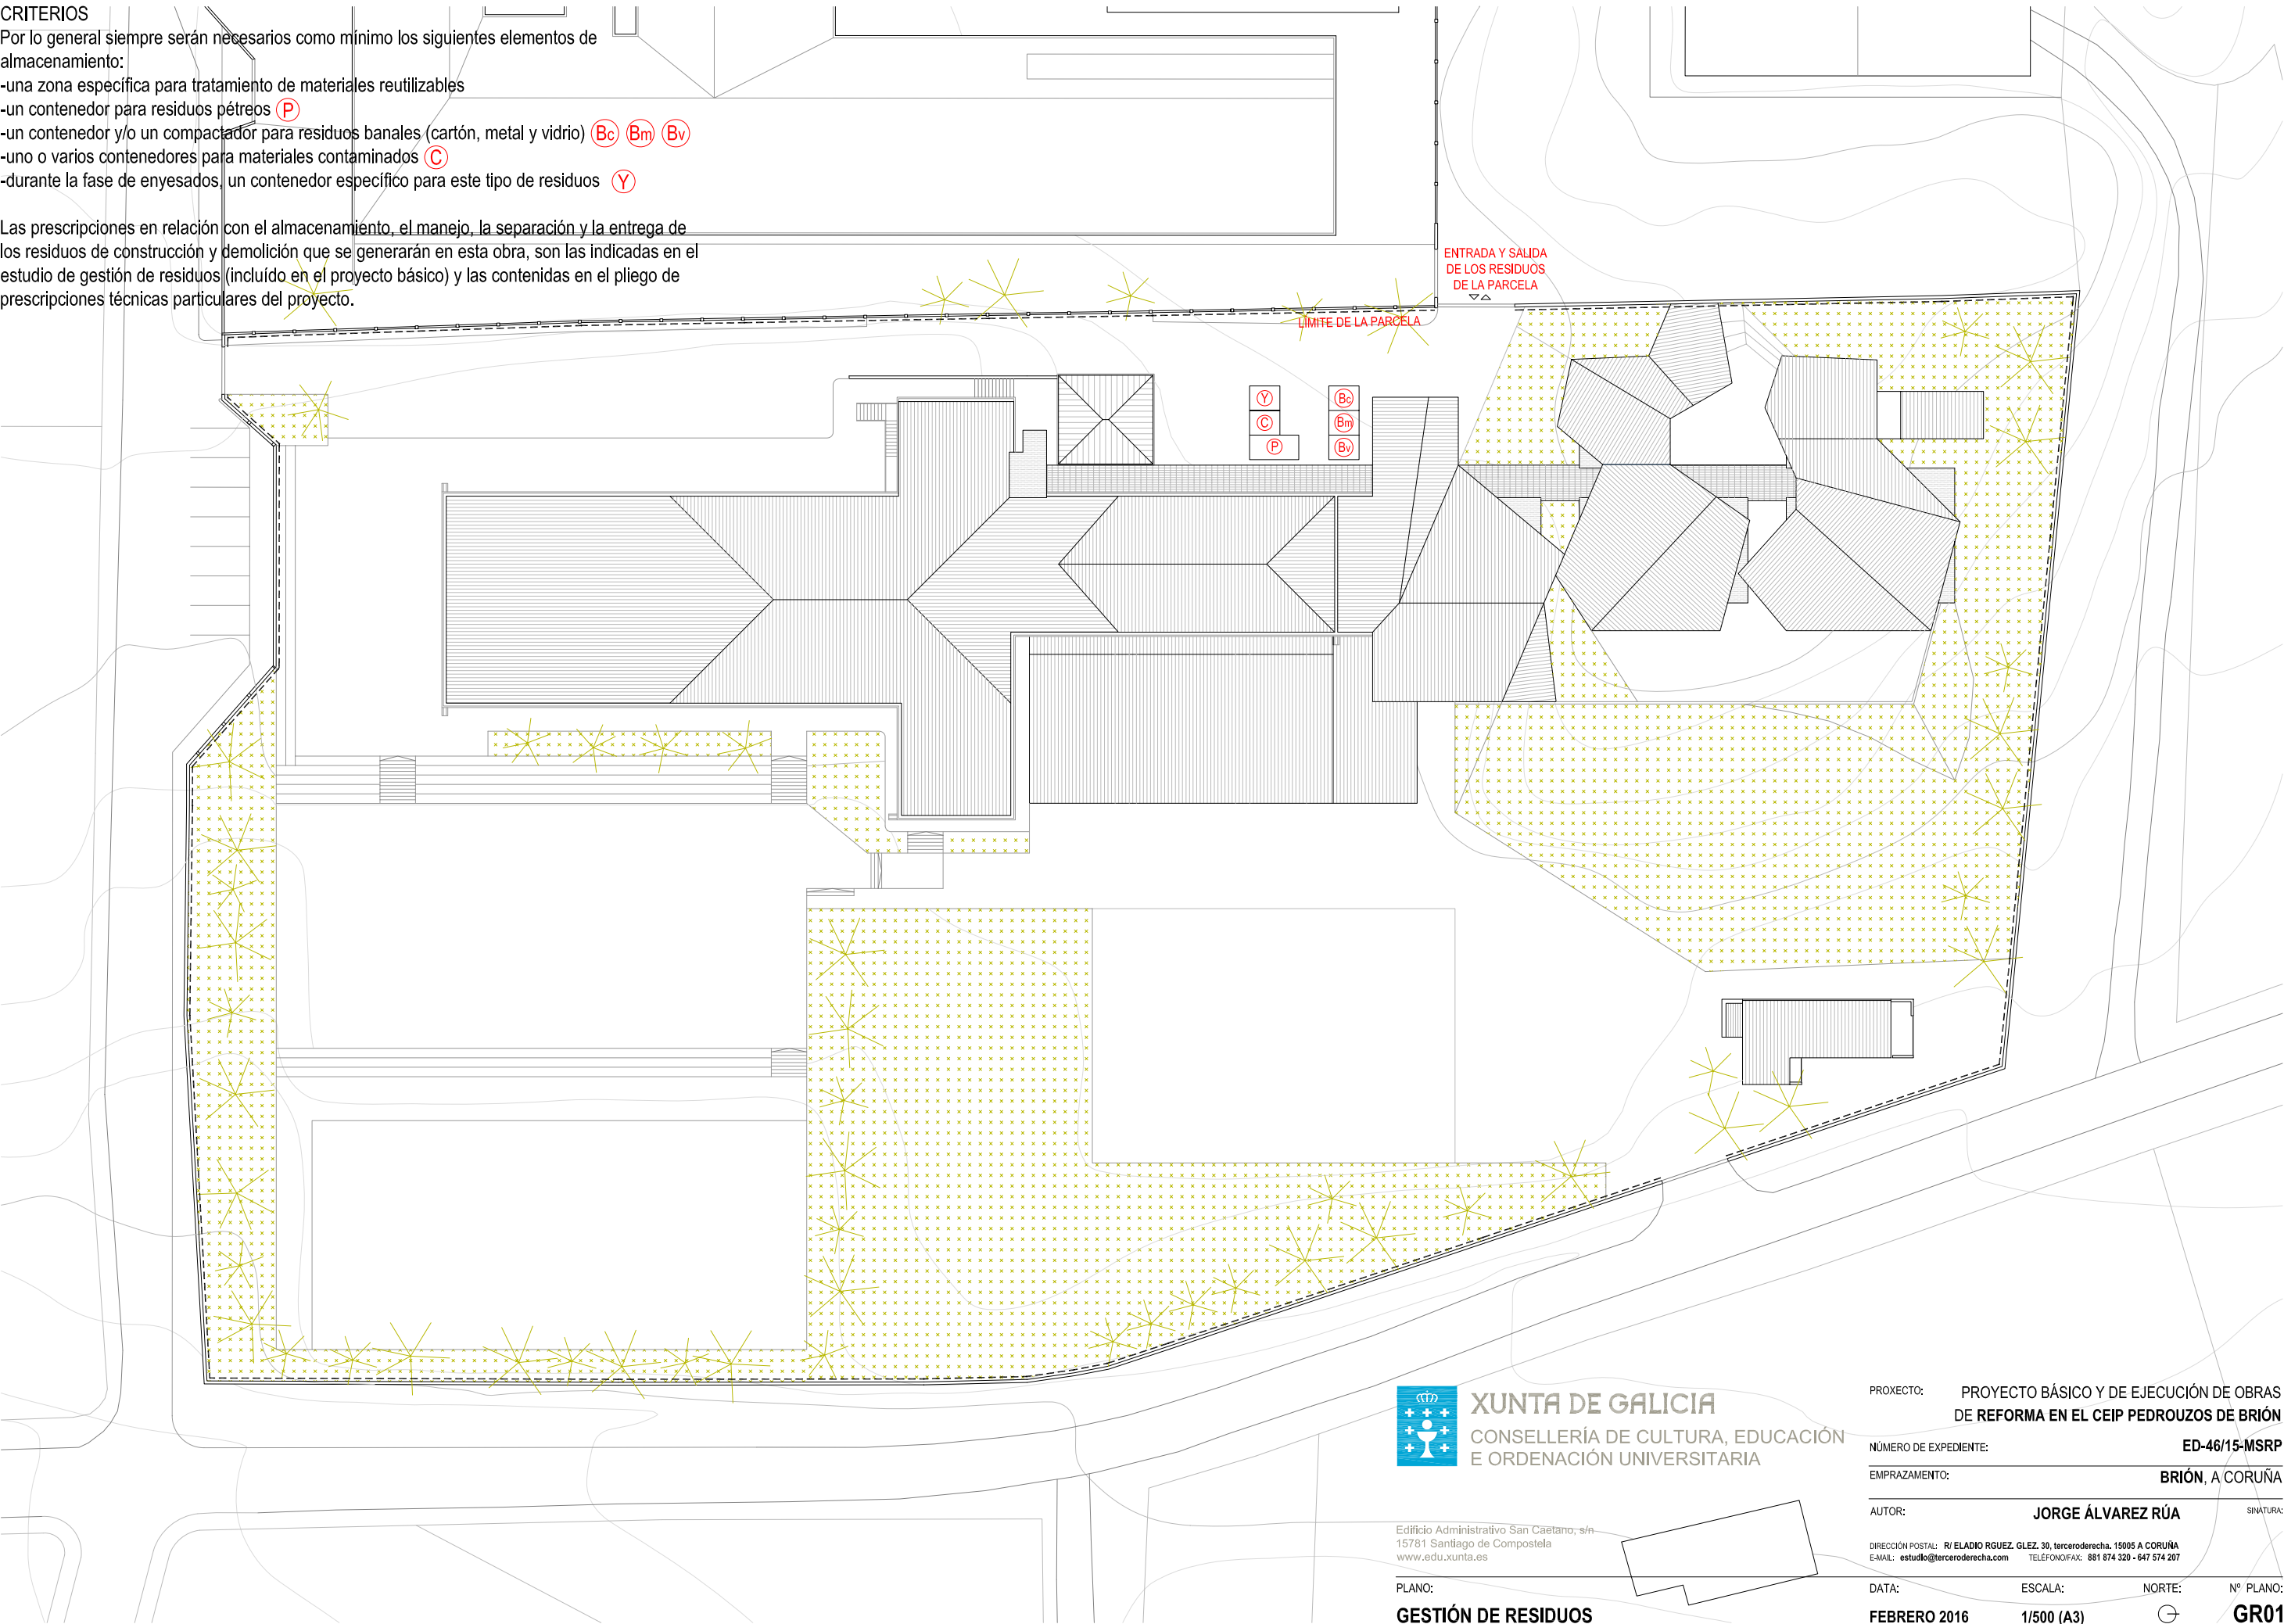 CRITERIOS
Por lo general siempre serán necesarios como mínimo los siguientes elementos de
almacenamiento:
-una zona específica para tratamiento de materiales reutilizables
-un contenedor para residuos pétreos P
-un contenedor y/o un compactador para residuos banales (cartón, metal y vidrio) Bc Bm Bv
-uno o varios contenedores para materiales contaminados C
-durante la fase de enyesados, un contenedor específico para este tipo de residuos Y
Las prescripciones en relación con el almacenamiento, el manejo, la separación y la entrega de
los residuos de construcción y demolición que se generarán en esta obra, son las indicadas en el
estudio de gestión de residuos (incluído en el proyecto básico) y las contenidas en el pliego de
prescripciones técnicas particulares del proyecto.
ENTRADA Y SALIDA
DE LOS RESIDUOS
DE LA PARCELA
LÍMITE DE LA PARCELA
Y Bc
C Bm
P Bv
XUNTA DE GALICIA
CONSELLERÍA DE CULTURA, EDUCACIÓN
E ORDENACIÓN UNIVERSITARIA
Edificio Administrativo San Caetano, s/n
15781 Santiago de Compostela
www.edu.xunta.es
PLANO:
GESTIÓN DE RESIDUOS
PROXECTO: PROYECTO BÁSICO Y DE EJECUCIÓN DE OBRAS
DE REFORMA EN EL CEIP PEDROUZOS DE BRIÓN
NÚMERO DE EXPEDIENTE: ED-46/15-MSRP
EMPRAZAMENTO: BRIÓN, A CORUÑA
AUTOR: JORGE ÁLVAREZ RÚA SINATURA:
DIRECCIÓN POSTAL: R/ ELADIO RGUEZ. GLEZ. 30, terceroderecha. 15005 A CORUÑA
E-MAIL: estudio@terceroderecha.com TELÉFONO/FAX: 881 874 320 - 647 574 207
DATA: ESCALA: NORTE: Nº PLANO:
FEBRERO 2016 1/500 (A3) GR01